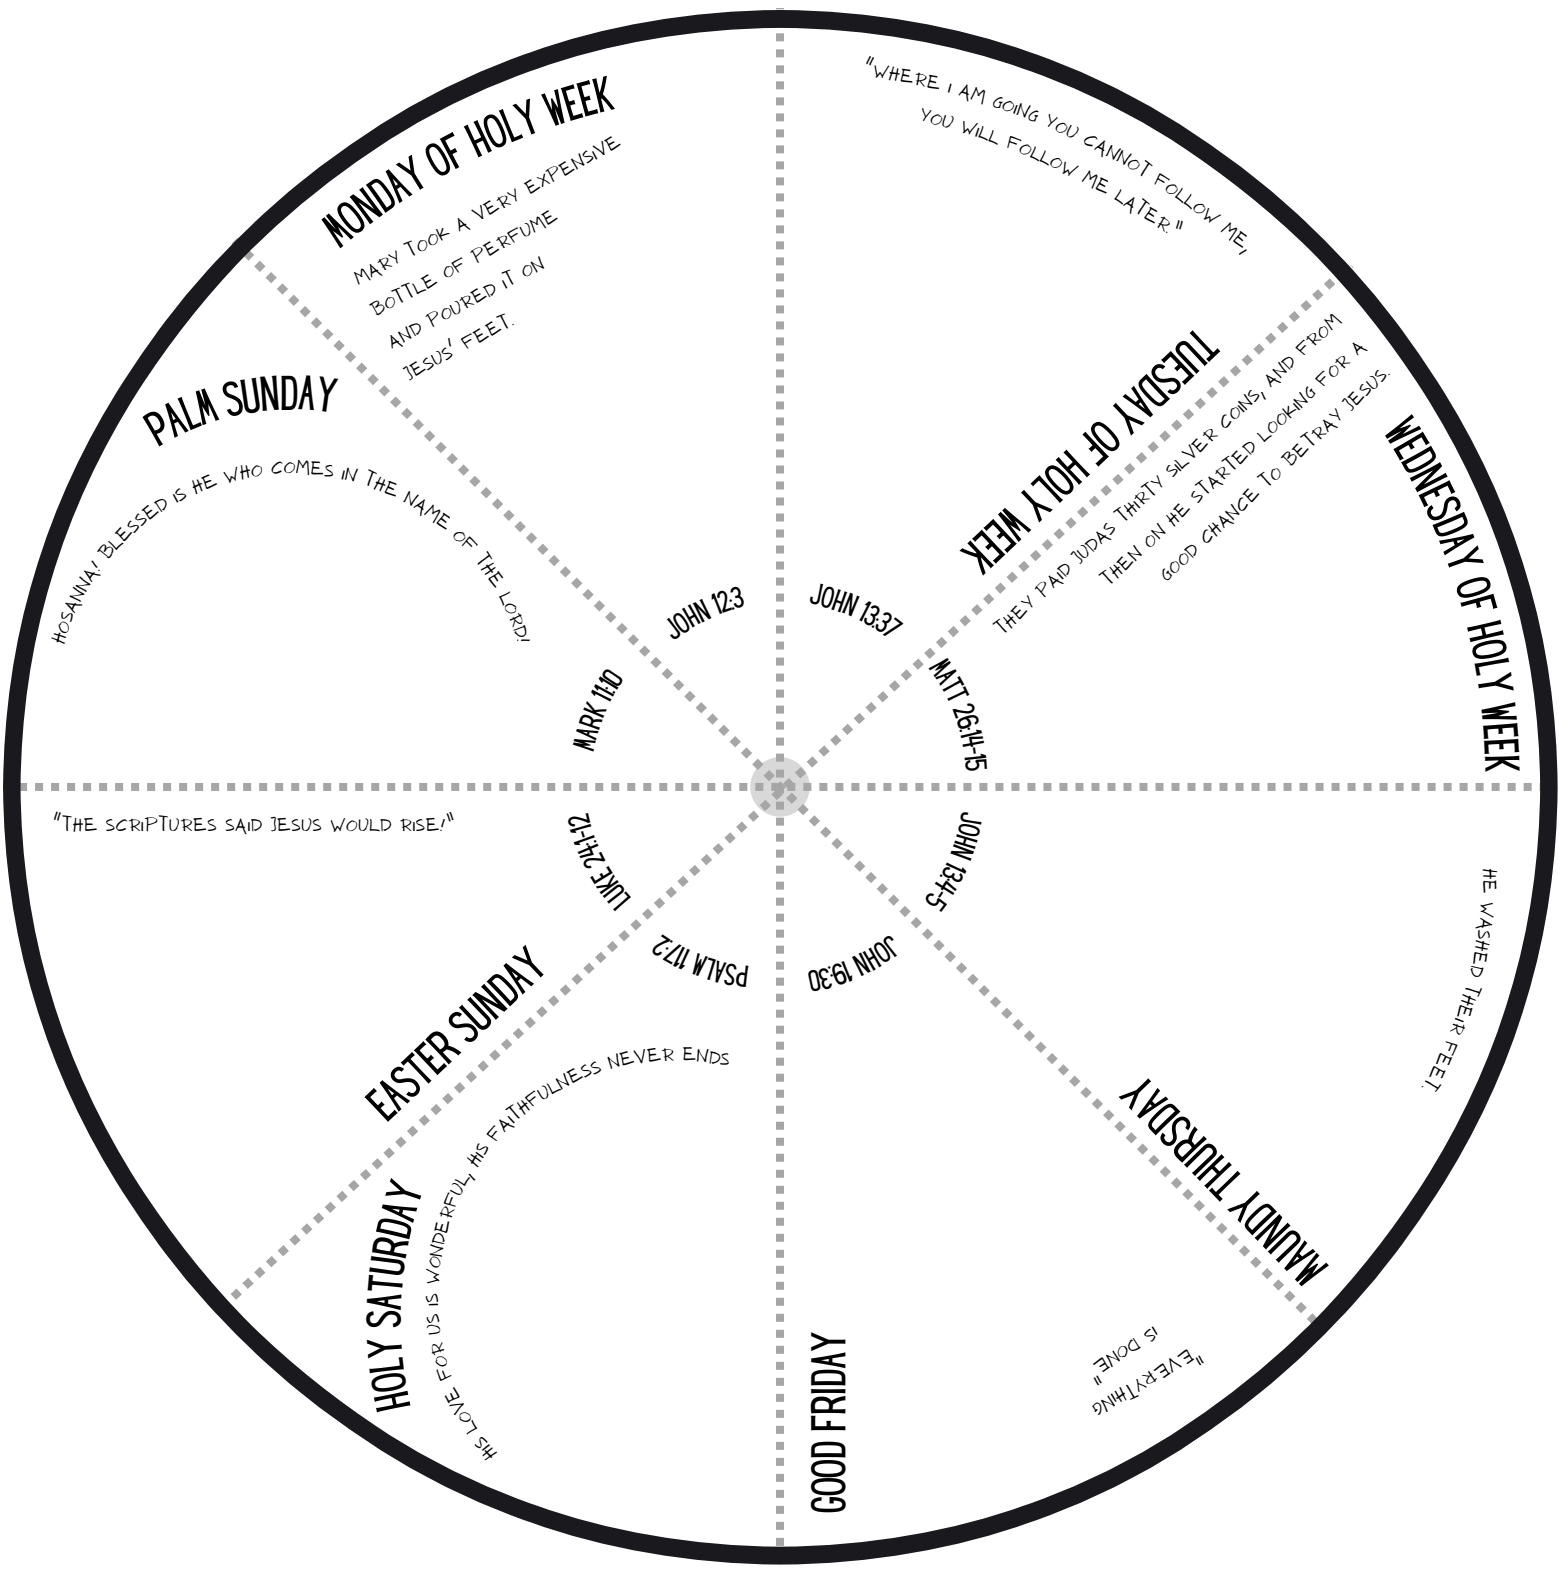 PALM SUNDAY
HOSANNA! BLESSED IS HE WHO COMES IN THE NAME OF THE LORD!
MARK 11:10
MONDAY OF HOLY WEEK
MARY TOOK A VERY EXPENSIVE
BOTTLE OF PERFUME
AND POURED IT ON
JESUS' FEET.
JOHN 12:3
"WHERE I AM GOING YOU CANNOT FOLLOW ME,
YOU WILL FOLLOW ME LATER."
TUESDAY OF HOLY WEEK
JOHN 13:37
THEY PAID JUDAS THIRTY SILVER COINS, AND FROM
THEN ON HE STARTED LOOKING FOR A
GOOD CHANCE TO BETRAY JESUS.
WEDNESDAY OF HOLY WEEK
MATT 26:14-15
HE WASHED THEIR FEET.
MAUNDY THURSDAY
JOHN 13:4-5
"EVERYTHING
IS DONE"
GOOD FRIDAY
JOHN 19:30
HOLY SATURDAY
HIS LOVE FOR US IS WONDERFUL, HIS FAITHFULNESS NEVER ENDS
PSALM 117:2
"THE SCRIPTURES SAID JESUS WOULD RISE!"
EASTER SUNDAY
LUKE 24:1-12